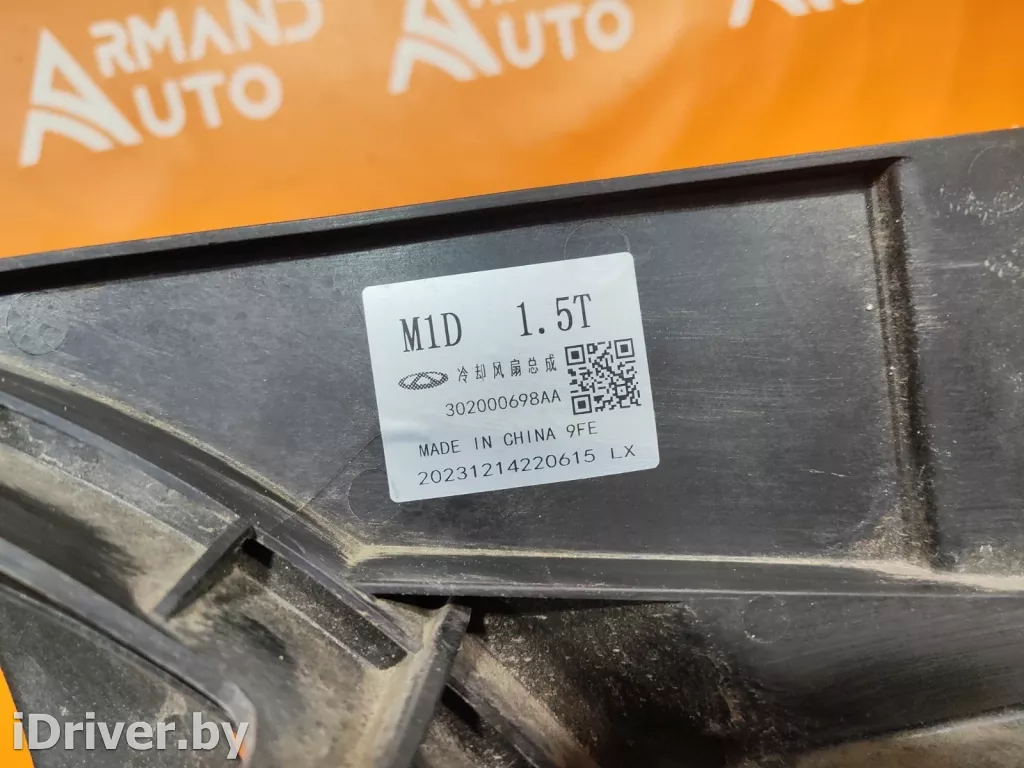 ARMAND
AUTO
AUTO
M1D 1.5T
冷却风扇总成
302000698AA
MADE IN CHINA 9FE
20231214220615 LX
iDriver.by